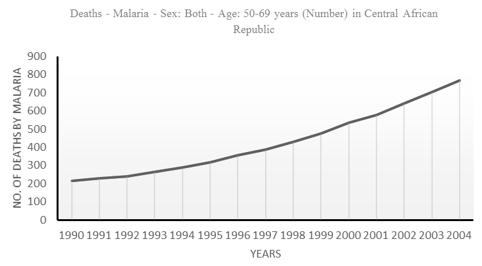 Deaths - Malaria - Sex: Both - Age: 50-69 years (Number) in Central African
Republic
NO. OF DEATHS BY MALARIA
900
800
700
600
500
400
300
200
100
0
1990 1991 1992 1993 1994 1995 1996 1997 1998 1999 2000 2001 2002 2003 2004
YEARS